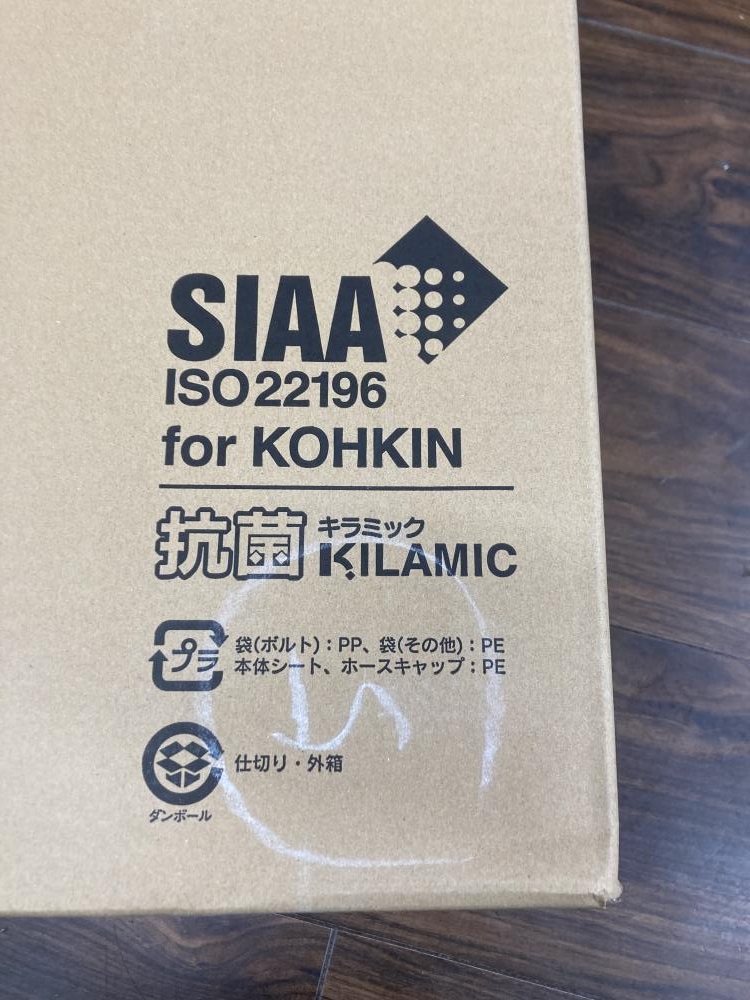 SIAA
ISO 22196
for KOHKIN
抗菌 キラミック
KILAMIC
プラ 袋(ボルト):PP、袋(その他):PE
本体シート、ホースキャップ:PE
仕切り・外箱
ダンボール